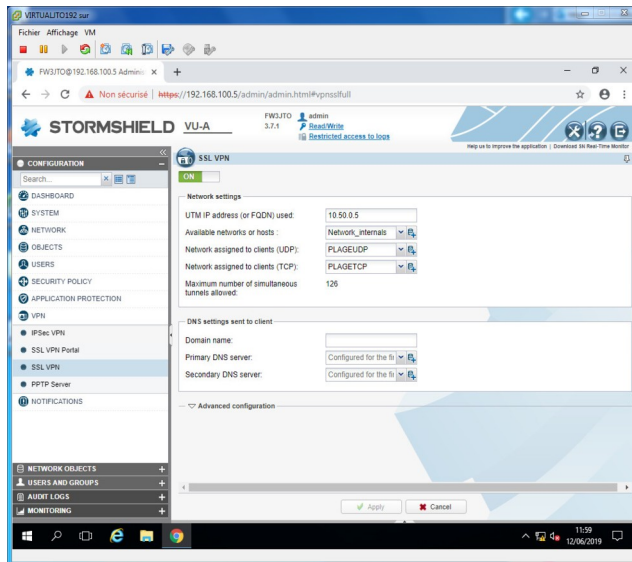 VIRTUALITO192 sur
Fichier Affichage VM
FW3JTO@192.168.100.5 Adminis
Non sécurisé | https://192.168.100.5/admin/admin.html#vpnsslfull
STORMSHIELD
VU-A
FW3JTO
3.7.1
admin
Read/Write
Restricted access to logs
Help us to improve the application | Download SN Real-Time Monitor
CONFIGURATION
Search...
DASHBOARD
SYSTEM
NETWORK
OBJECTS
USERS
SECURITY POLICY
APPLICATION PROTECTION
VPN
IPSec VPN
SSL VPN Portal
SSL VPN
PPTP Server
NOTIFICATIONS
NETWORK OBJECTS
USERS AND GROUPS
AUDIT LOGS
MONITORING
SSL VPN
ON
Network settings
UTM IP address (or FQDN) used: 10.50.0.5
Available networks or hosts : Network_internals
Network assigned to clients (UDP): PLAGEUDP
Network assigned to clients (TCP): PLAGETCP
Maximum number of simultaneous 126
tunnels allowed:
DNS settings sent to client
Domain name:
Primary DNS server: Configured for the fi
Secondary DNS server: Configured for the fi
Advanced configuration
Apply
Cancel
11:59
12/06/2019